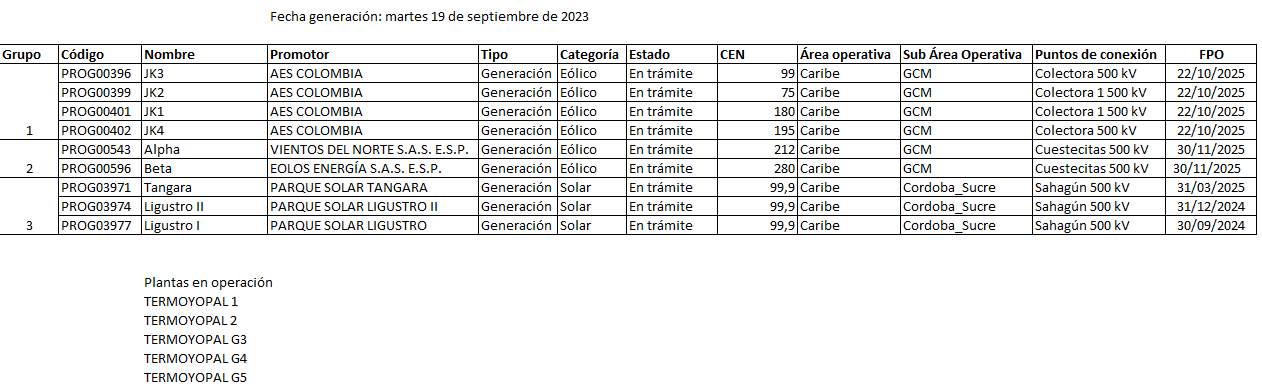 Fecha generación: martes 19 de septiembre de 2023
Grupo Código Nombre Promotor Tipo Categoría Estado CEN Área operativa Sub Área Operativa Puntos de conexión FPO
PROG00396 JK3 AES COLOMBIA Generación Eólico En trámite 99 Caribe GCM Colectora 500 kV 22/10/2025
PROG00399 JK2 AES COLOMBIA Generación Eólico En trámite 75 Caribe GCM Colectora 1 500 kV 22/10/2025
PROG00401 JK1 AES COLOMBIA Generación Eólico En trámite 180 Caribe GCM Colectora 1 500 kV 22/10/2025
1 PROG00402 JK4 AES COLOMBIA Generación Eólico En trámite 195 Caribe GCM Colectora 500 kV 22/10/2025
PROG00543 Alpha VIENTOS DEL NORTE S.A.S. E.S.P. Generación Eólico En trámite 212 Caribe GCM Cuestecitas 500 kV 30/11/2025
2 PROG00596 Beta EOLOS ENERGÍA S.A.S. E.S.P. Generación Eólico En trámite 280 Caribe GCM Cuestecitas 500 kV 30/11/2025
PROG03971 Tangara PARQUE SOLAR TANGARA Generación Solar En trámite 99,9 Caribe Cordoba_Sucre Sahagún 500 kV 31/03/2025
PROG03974 Ligustro II PARQUE SOLAR LIGUSTRO II Generación Solar En trámite 99,9 Caribe Cordoba_Sucre Sahagún 500 kV 31/12/2024
3 PROG03977 Ligustro I PARQUE SOLAR LIGUSTRO Generación Solar En trámite 99,9 Caribe Cordoba_Sucre Sahagún 500 kV 30/09/2024
Plantas en operación
TERMOYOPAL 1
TERMOYOPAL 2
TERMOYOPAL G3
TERMOYOPAL G4
TERMOYOPAL G5